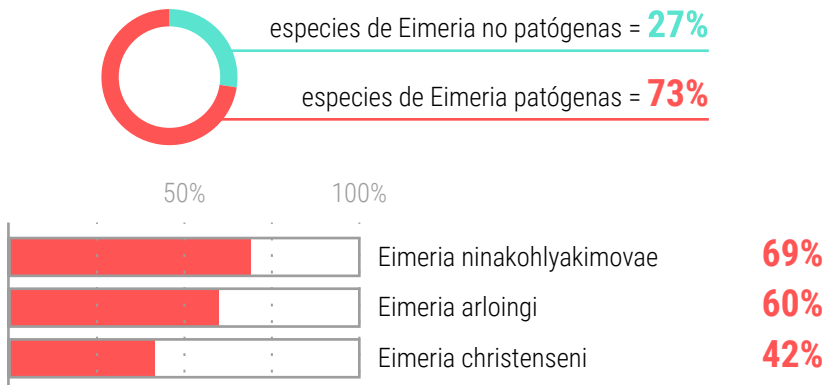 especies de Eimeria no patógenas = 27%
especies de Eimeria patógenas = 73%
50% 100%
Eimeria ninakohlyakimovae 69%
Eimeria arloingi 60%
Eimeria christenseni 42%